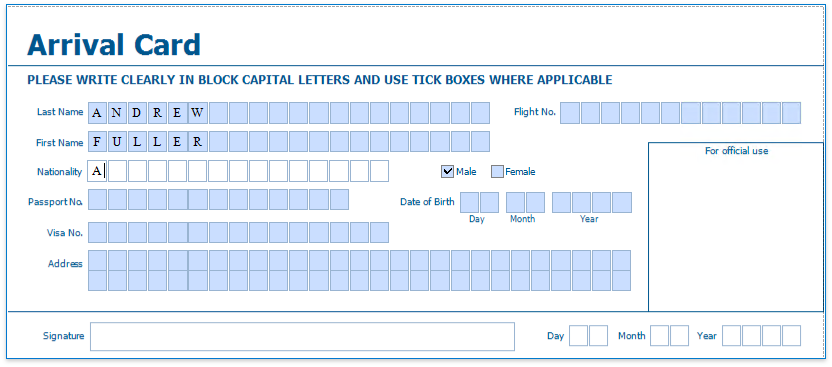 Arrival Card
PLEASE WRITE CLEARLY IN BLOCK CAPITAL LETTERS AND USE TICK BOXES WHERE APPLICABLE
Last Name ANDREW Flight No.
First Name FULLER
For official use
Nationality A Male Female
Passport No. Date of Birth
Day Month Year
Visa No.
Address
Signature Day Month Year